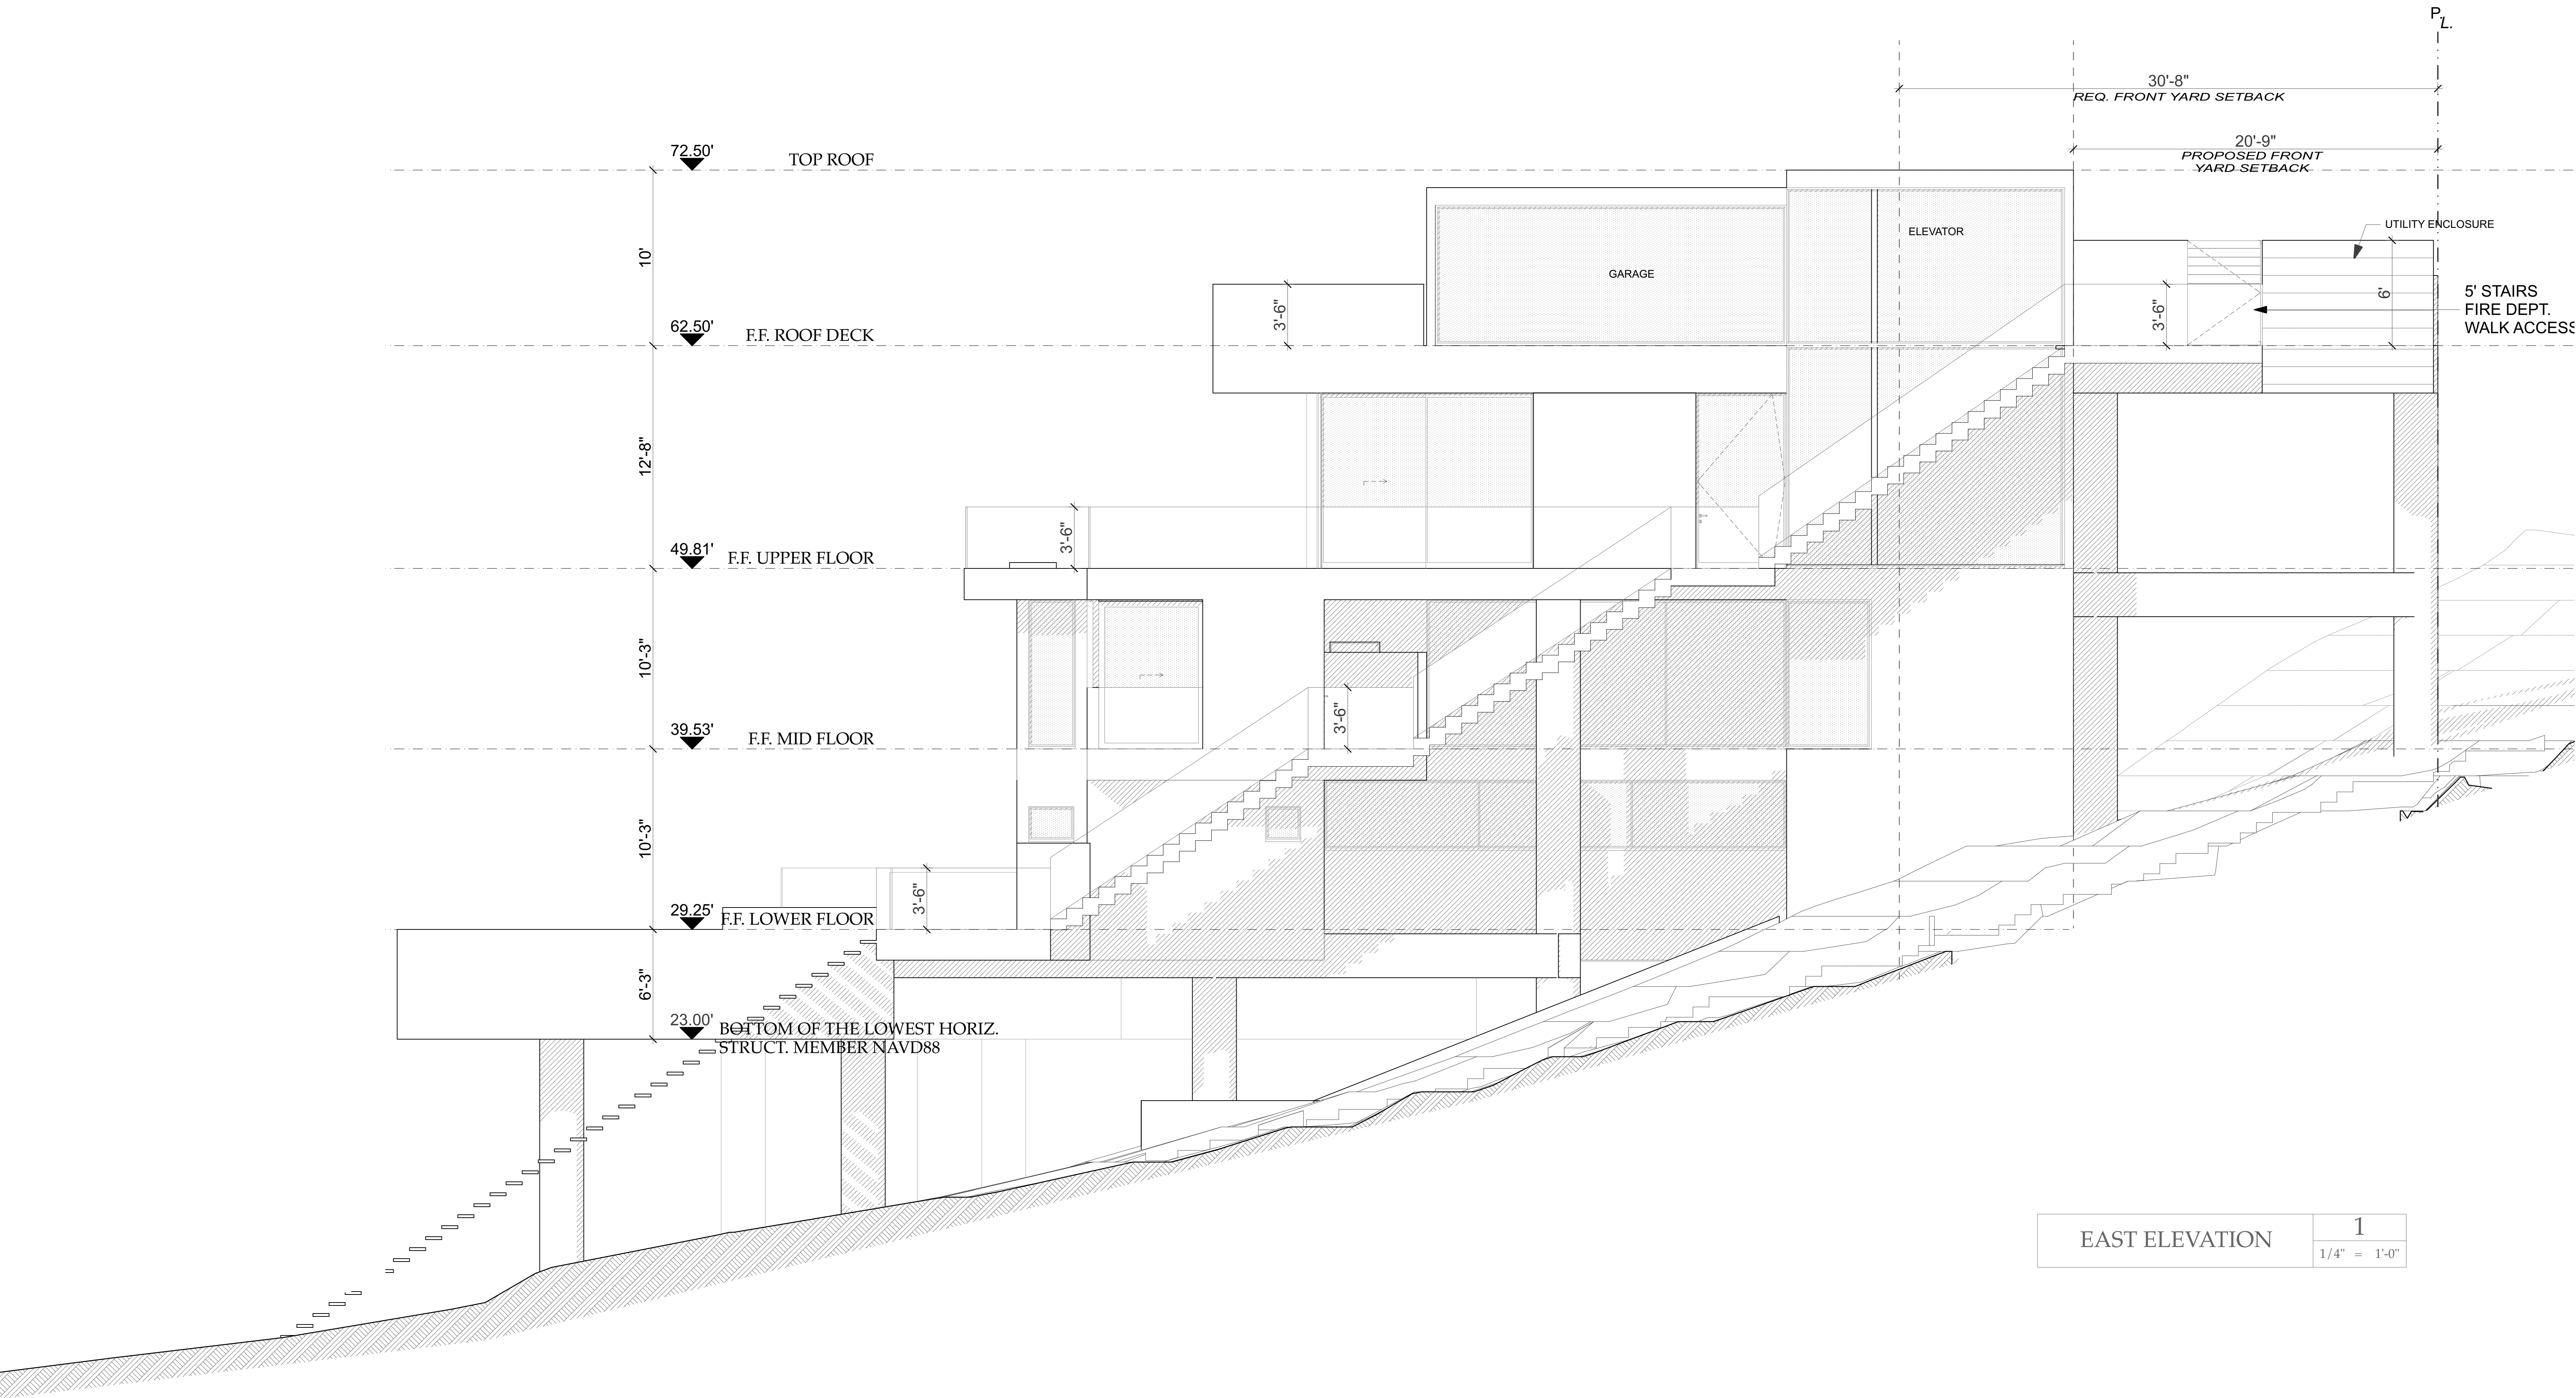 P.
L.
30'-8"
REQ. FRONT YARD SETBACK
20'-9"
PROPOSED FRONT
YARD SETBACK
72.50'
TOP ROOF
UTILITY ENCLOSURE
ELEVATOR
10'
GARAGE
6'
5' STAIRS
FIRE DEPT.
WALK ACCESS
3'-6"
3'-6"
62.50'
F.F. ROOF DECK
12'-8"
3'-6"
49.81'
F.F. UPPER FLOOR
10'-3"
3'-6"
39.53'
F.F. MID FLOOR
10'-3"
3'-6"
29.25'
F.F. LOWER FLOOR
6'-3"
23.00'
BOTTOM OF THE LOWEST HORIZ.
STRUCT. MEMBER NAVD88
EAST ELEVATION
1
1/4" = 1'-0"